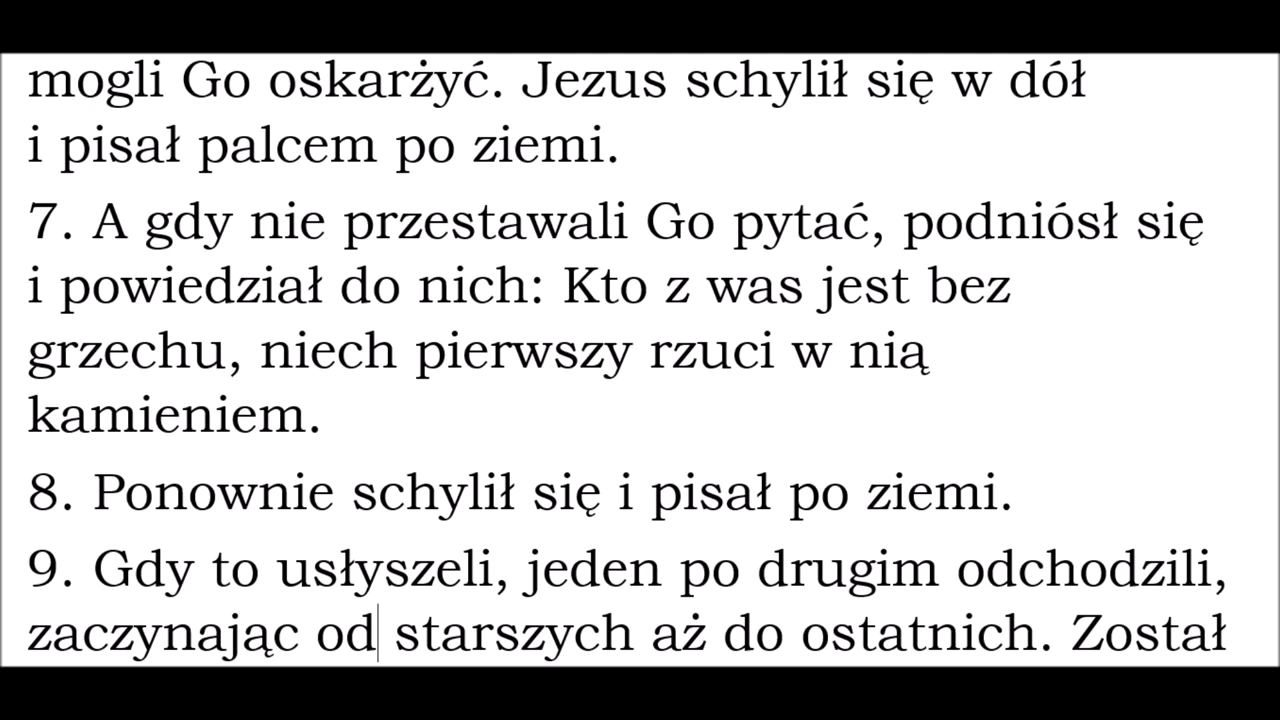 mogli Go oskarżyć. Jezus schylił się w dół
i pisał palcem po ziemi.
7. A gdy nie przestawali Go pytać, podniósł się
i powiedział do nich: Kto z was jest bez
grzechu, niech pierwszy rzuci w nią
kamieniem.
8. Ponownie schylił się i pisał po ziemi.
9. Gdy to usłyszeli, jeden po drugim odchodzili,
zaczynając od starszych aż do ostatnich. Został